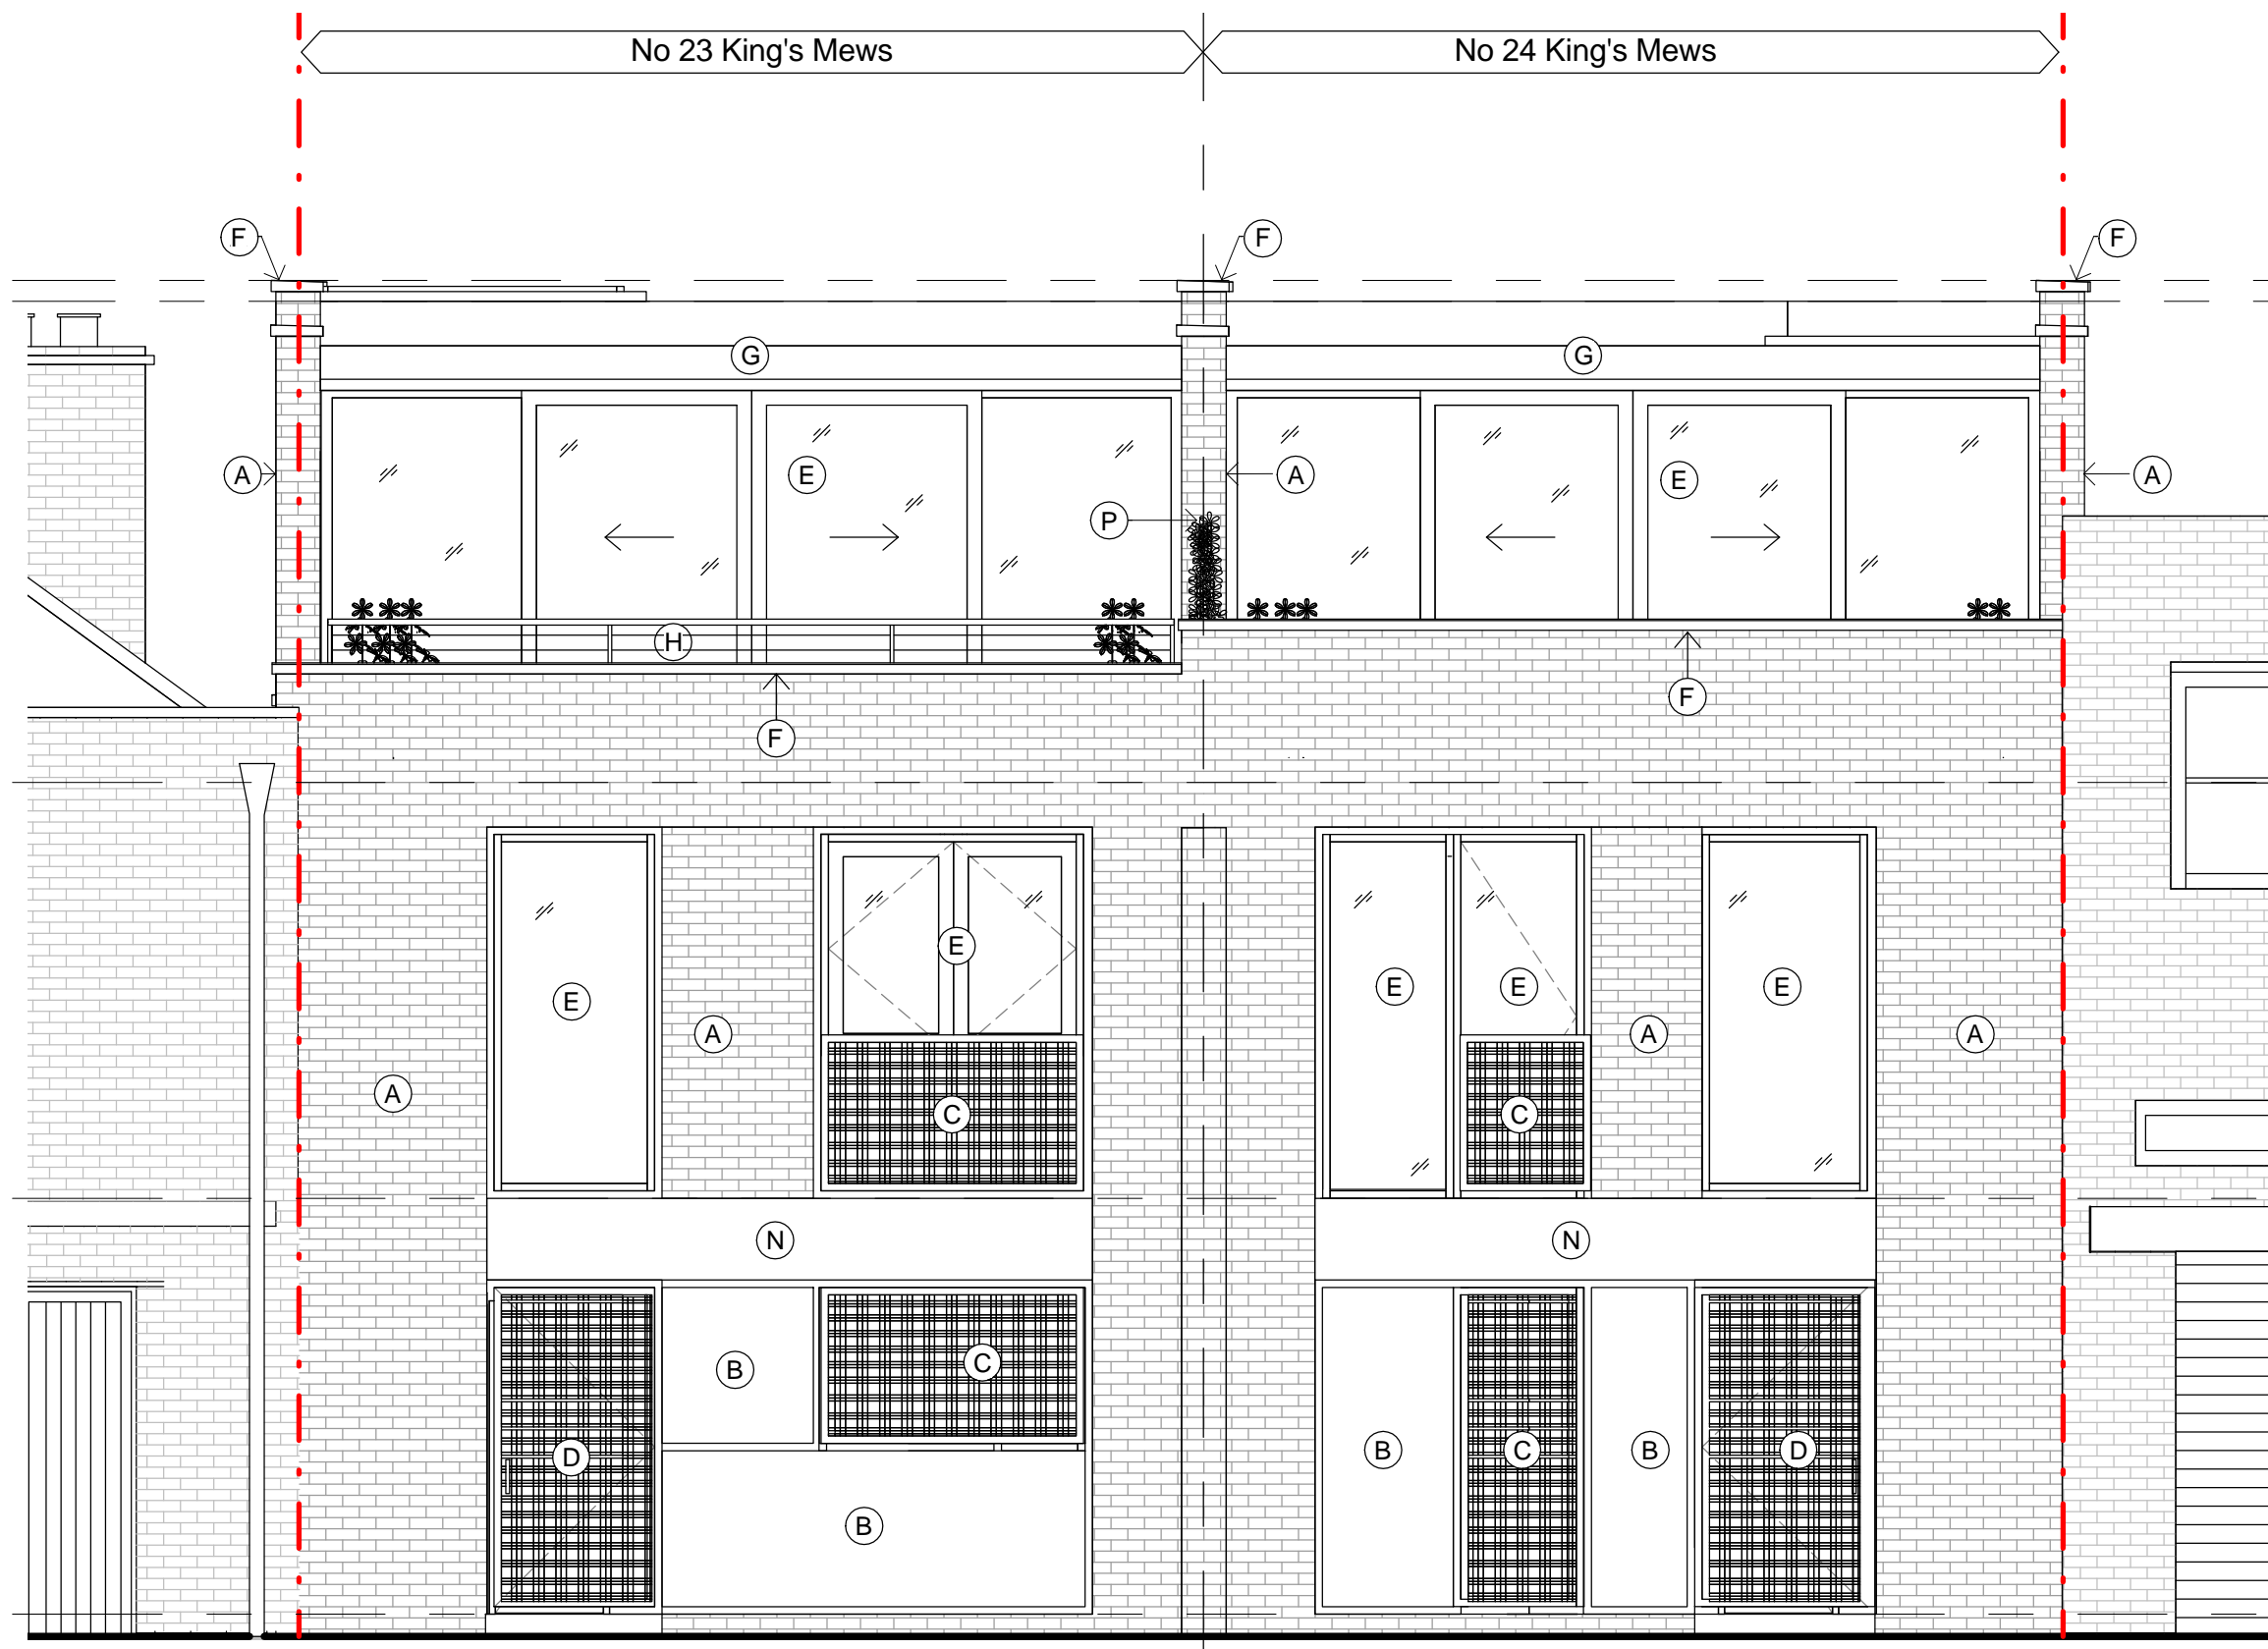 No 23 King's Mews No 24 King's Mews
F F F
G G
A E A E A
P
H
F F
E E E E E
A A A A
C C
N N
B C
D B C B D
B